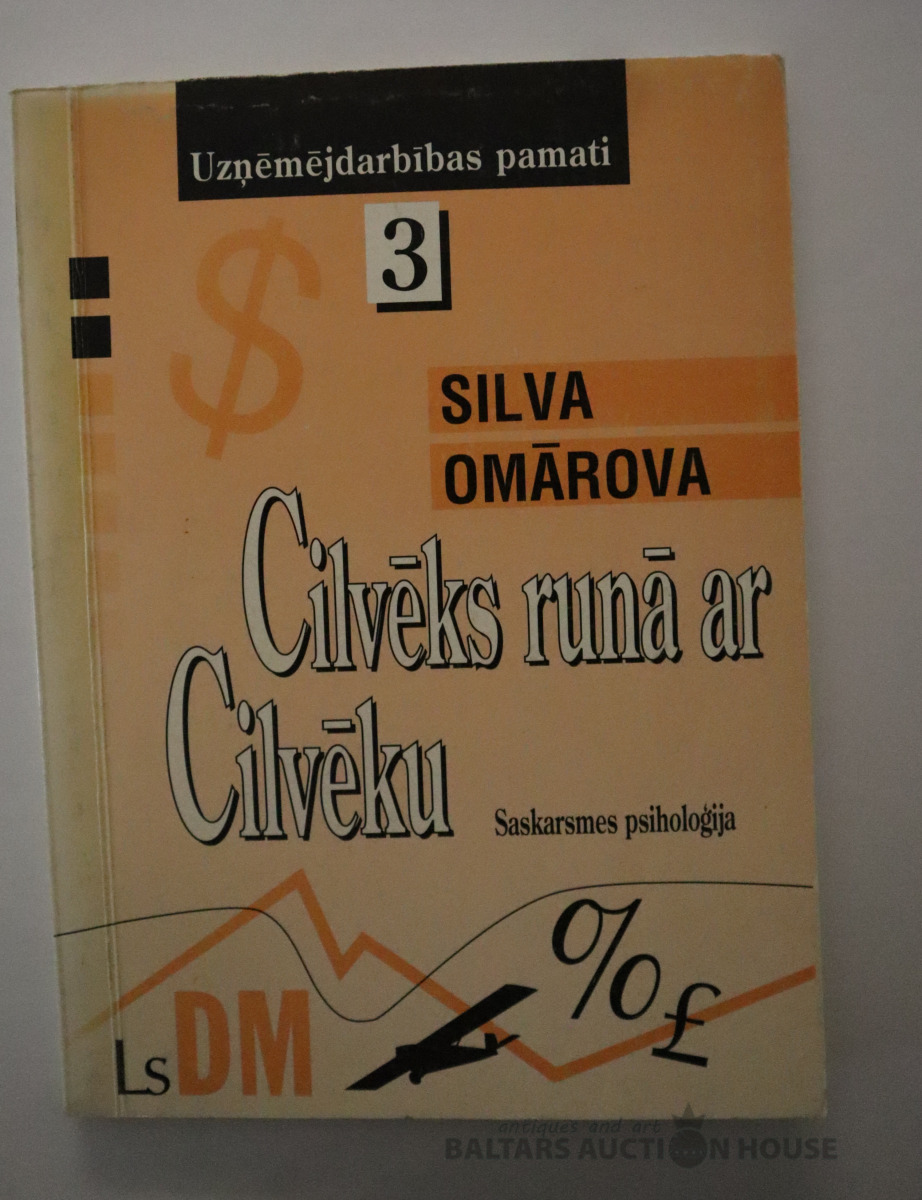 Uzņēmējdarbības pamati
3
$
SILVA
OMĀROVA
Cilvēks runā ar
Cilvēku
Saskarsmes psiholoģija
%
£
Ls DM
antiques and art
BALTARS AUCTION HOUSE